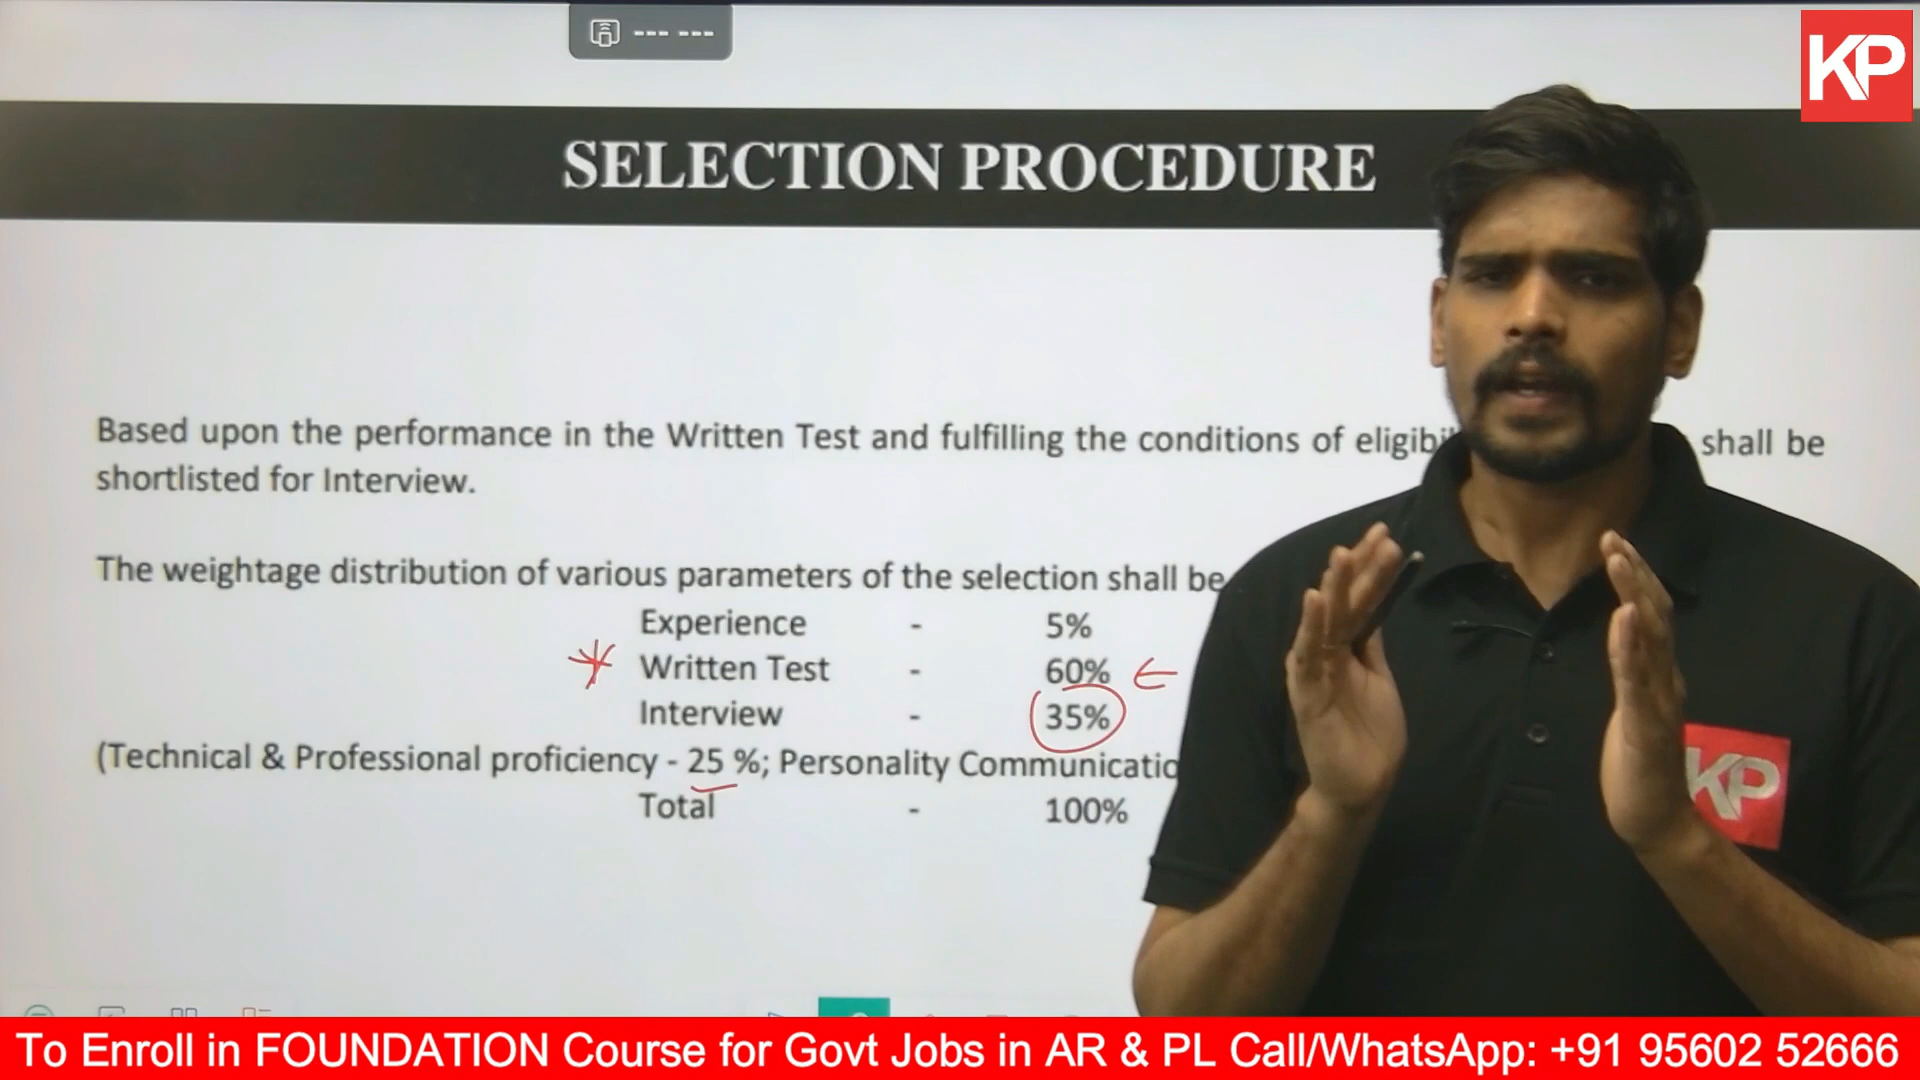 --- ---
KP
SELECTION PROCEDURE
Based upon the performance in the Written Test and fulfilling the conditions of shall be
shortlisted for Interview.
The weightage distribution of various parameters of the selection shall be
Experience - 5%
Written Test - 60%
Interview - 35%
(Technical & Professional proficiency - 25 %; Personality
Total - 100%
KP
To Enroll in FOUNDATION Course for Govt Jobs in AR & PL Call/WhatsApp: +91 95602 52666